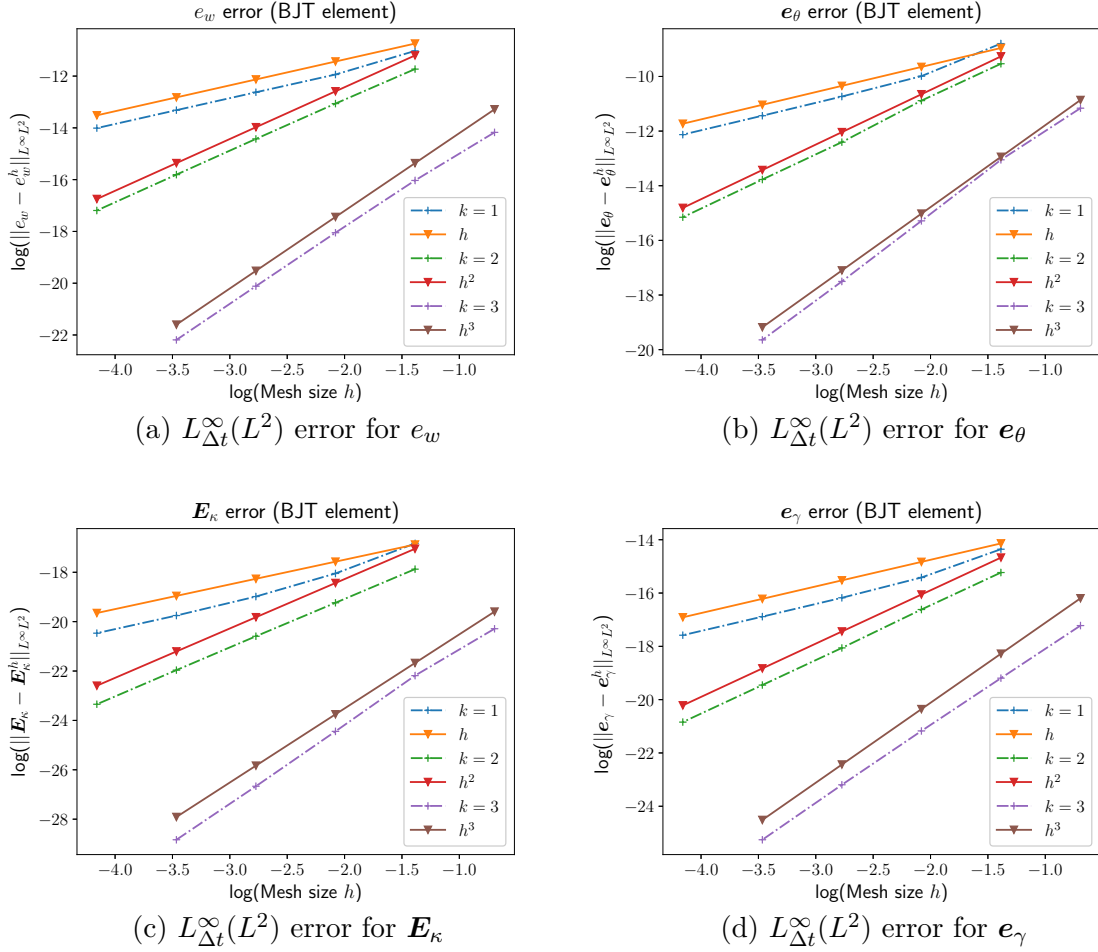 e_w error (BJT element)
log(||e_w − e_w^h||_{L^∞ L^2})
−12
−14
−16
−18
−20
−22
k = 1
h
k = 2
h^2
k = 3
h^3
−4.0 −3.5 −3.0 −2.5 −2.0 −1.5 −1.0
log(Mesh size h)
(a) L^∞_{Δt}(L^2) error for e_w
e_θ error (BJT element)
log(||e_θ − e_θ^h||_{L^∞ L^2})
−10
−12
−14
−16
−18
−20
k = 1
h
k = 2
h^2
k = 3
h^3
−4.0 −3.5 −3.0 −2.5 −2.0 −1.5 −1.0
log(Mesh size h)
(b) L^∞_{Δt}(L^2) error for e_θ
E_κ error (BJT element)
log(||E_κ − E_κ^h||_{L^∞ L^2})
−18
−20
−22
−24
−26
−28
k = 1
h
k = 2
h^2
k = 3
h^3
−4.0 −3.5 −3.0 −2.5 −2.0 −1.5 −1.0
log(Mesh size h)
(c) L^∞_{Δt}(L^2) error for E_κ
e_γ error (BJT element)
log(||e_γ − e_γ^h||_{L^∞ L^2})
−14
−16
−18
−20
−22
−24
k = 1
h
k = 2
h^2
k = 3
h^3
−4.0 −3.5 −3.0 −2.5 −2.0 −1.5 −1.0
log(Mesh size h)
(d) L^∞_{Δt}(L^2) error for e_γ